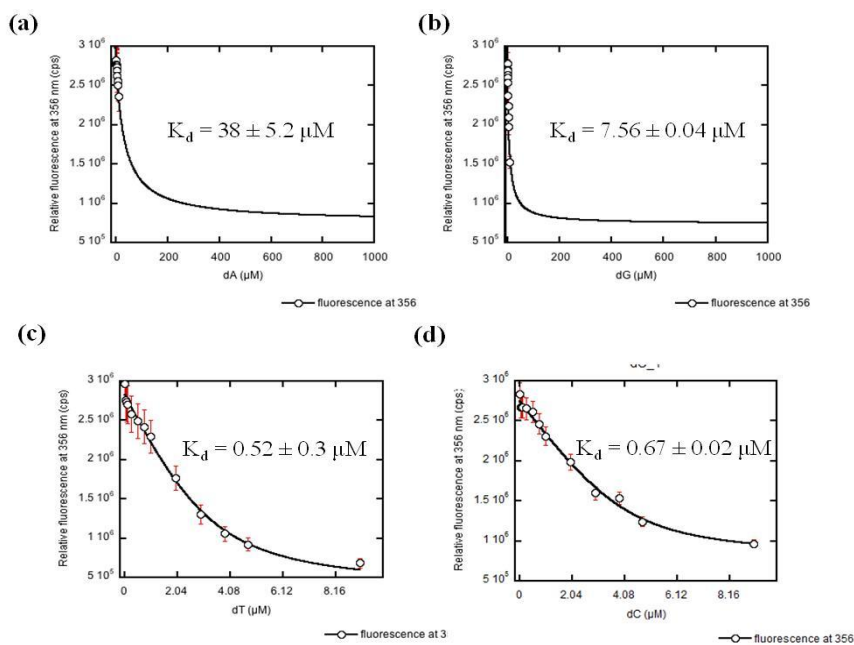 (a)
3 10⁶
2.5 10⁶
2 10⁶
1.5 10⁶
1 10⁶
5 10⁵
Relative fluorescence at 356 nm (cps)
K_d = 38 ± 5.2 μM
0 200 400 600 800 1000
dA (μM)
fluorescence at 356
(b)
3 10⁶
2.5 10⁶
2 10⁶
1.5 10⁶
1 10⁶
5 10⁵
Relative fluorescence at 356 nm (cps)
K_d = 7.56 ± 0.04 μM
0 200 400 600 800 1000
dG (μM)
fluorescence at 356
(c)
3 10⁶
2.5 10⁶
2 10⁶
1.5 10⁶
1 10⁶
5 10⁵
Relative fluorescence at 356 nm (cps)
K_d = 0.52 ± 0.3 μM
0 2.04 4.08 6.12 8.16
dT (μM)
fluorescence at 3
(d)
3 10⁶
2.5 10⁶
2 10⁶
1.5 10⁶
1 10⁶
5 10⁵
Relative fluorescence at 356 nm (cps)
K_d = 0.67 ± 0.02 μM
0 2.04 4.08 6.12 8.16
dC (μM)
fluorescence at 356